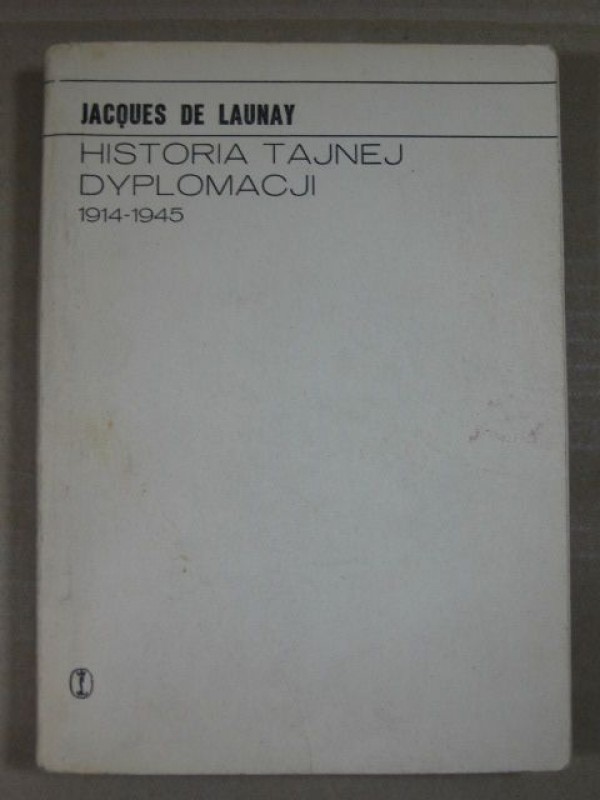 JACQUES DE LAUNAY
HISTORIA TAJNEJ
DYPLOMACJI
1914-1945